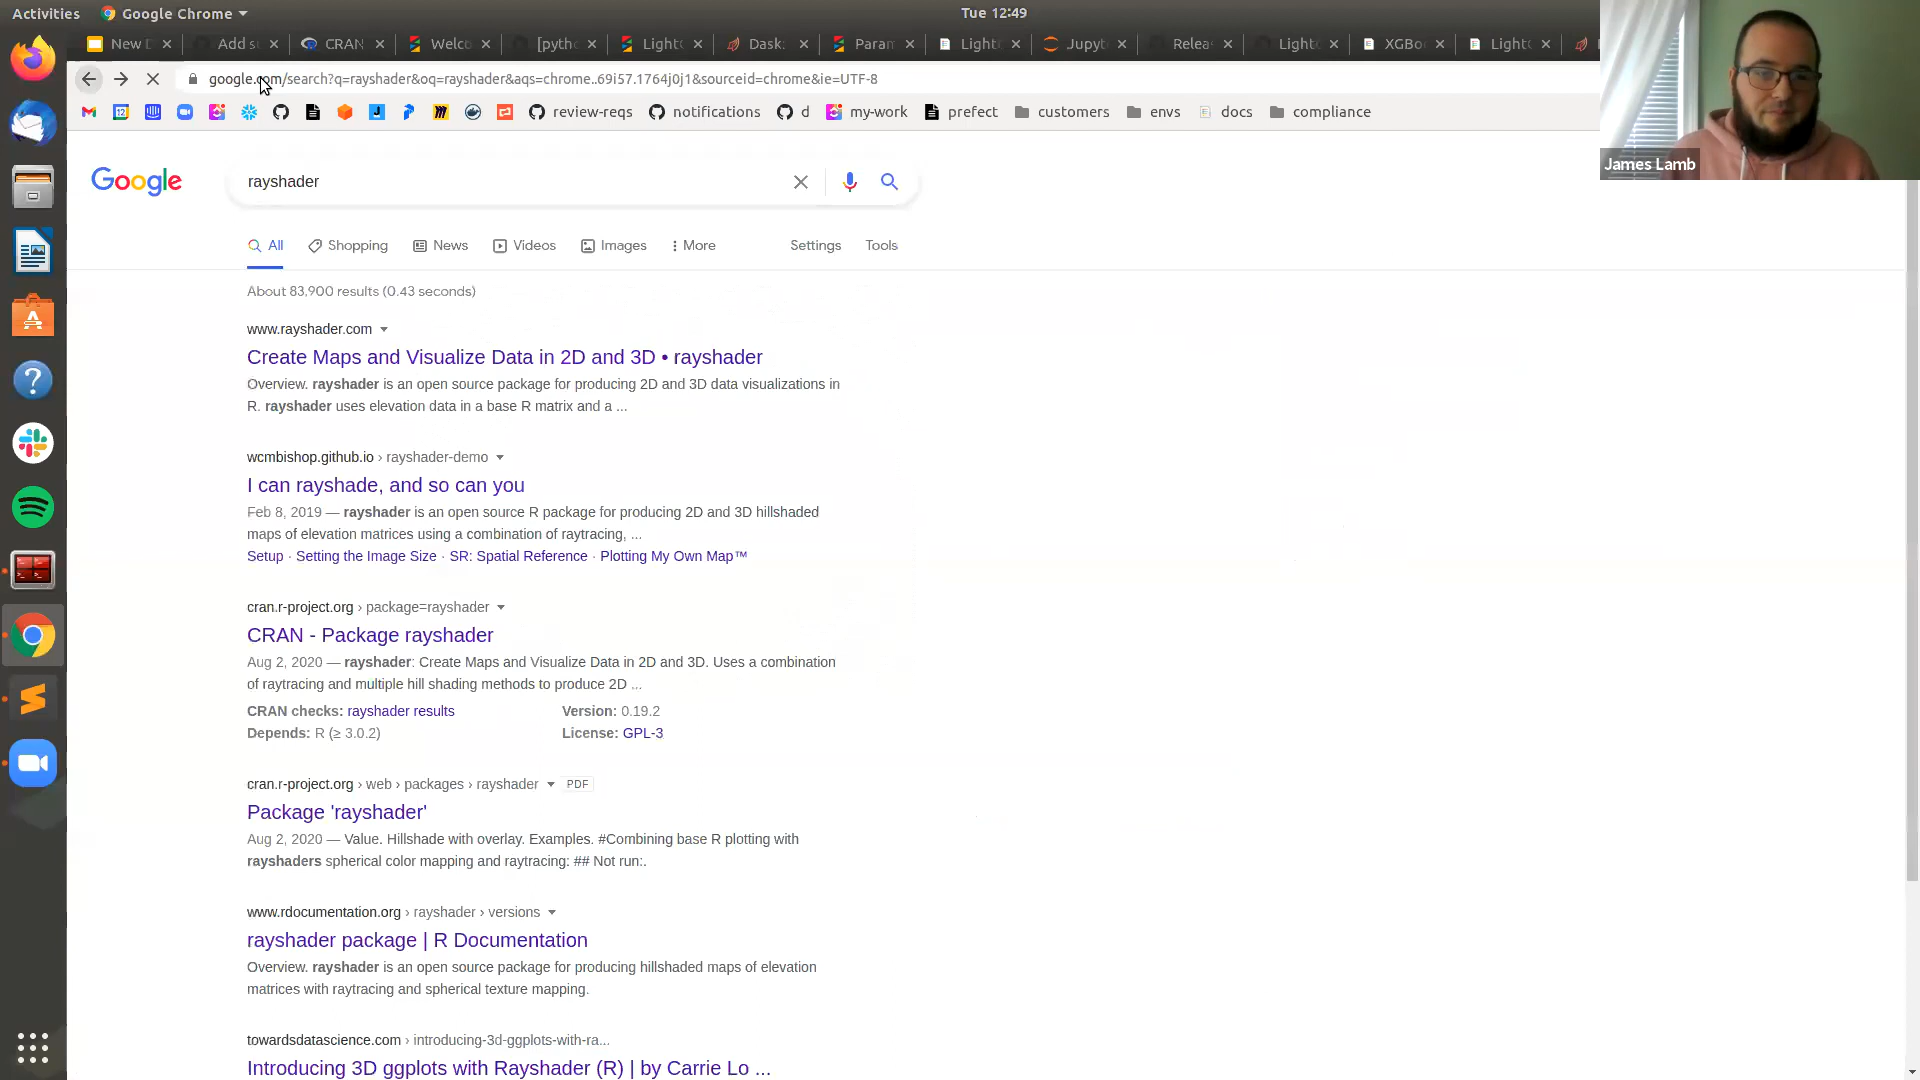 Activities Google Chrome Tue 12:49
New D Add su CRAN Welco [pytho LightG Dask: Param LightG Jupyte Releas Lightc XGBoo LightG
google.com/search?q=rayshader&oq=rayshader&aqs=chrome..69i57.1764j0j1&sourceid=chrome&ie=UTF-8
review-reqs notifications d my-work prefect customers envs docs compliance
James Lamb
Google rayshader
All Shopping News Videos Images More Settings Tools
About 83,900 results (0.43 seconds)
www.rayshader.com
Create Maps and Visualize Data in 2D and 3D • rayshader
Overview. rayshader is an open source package for producing 2D and 3D data visualizations in
R. rayshader uses elevation data in a base R matrix and a ...
wcmbishop.github.io › rayshader-demo
I can rayshade, and so can you
Feb 8, 2019 — rayshader is an open source R package for producing 2D and 3D hillshaded
maps of elevation matrices using a combination of raytracing, ...
Setup · Setting the Image Size · SR: Spatial Reference · Plotting My Own Map™
cran.r-project.org › package=rayshader
CRAN - Package rayshader
Aug 2, 2020 — rayshader: Create Maps and Visualize Data in 2D and 3D. Uses a combination
of raytracing and multiple hill shading methods to produce 2D ...
CRAN checks: rayshader results Version: 0.19.2
Depends: R (≥ 3.0.2) License: GPL-3
cran.r-project.org › web › packages › rayshader PDF
Package 'rayshader'
Aug 2, 2020 — Value. Hillshade with overlay. Examples. #Combining base R plotting with
rayshaders spherical color mapping and raytracing: ## Not run:.
www.rdocumentation.org › rayshader › versions
rayshader package | R Documentation
Overview. rayshader is an open source package for producing hillshaded maps of elevation
matrices with raytracing and spherical texture mapping.
towardsdatascience.com › introducing-3d-ggplots-with-ra...
Introducing 3D ggplots with Rayshader (R) | by Carrie Lo ...